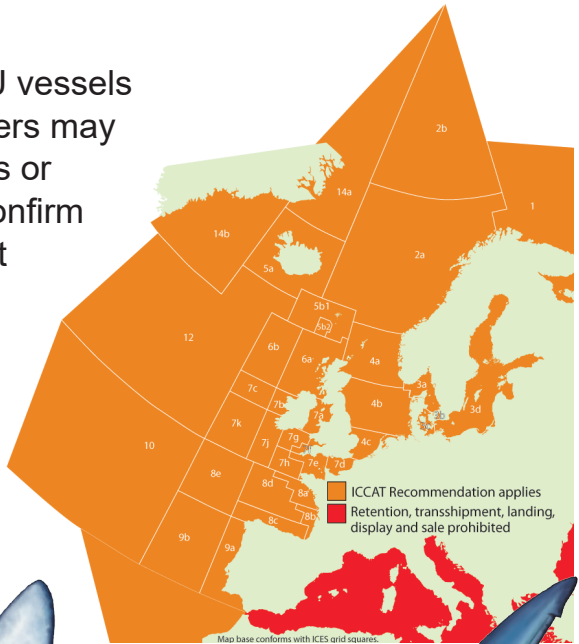 U vessels
ers may
s or
onfirm
t
2b
1
14a
14b
2a
5a
5b1
5b2
12
6b
6a
4a
7c
7b
7a
3a
4b
3d
10
7k
7j
7g
4c
7h
7e
7d
8e
8d
8a
8b
8c
9b
9a
ICCAT Recommendation applies
Retention, transshipment, landing,
display and sale prohibited
Map base conforms with ICES grid squares.